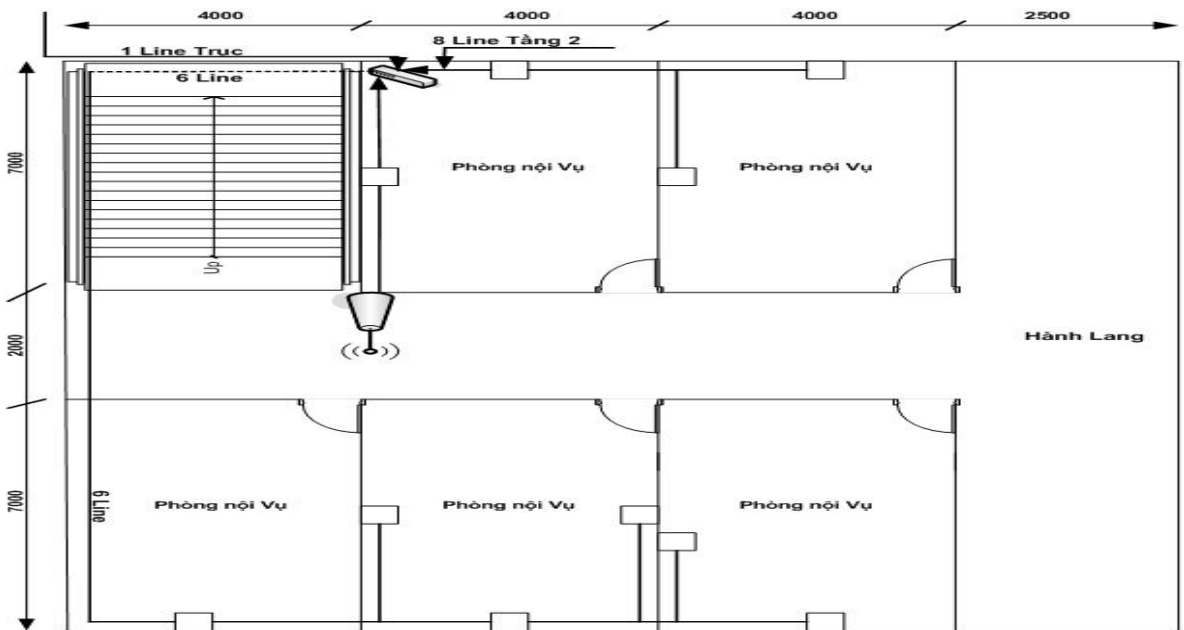 4000
4000
4000
2500
8 Line Tầng 2
1 Line Trục
6 Line
7000
Phòng nội Vụ
Phòng nội Vụ
Up
2000
Hành Lang
7000
6 Line
Phòng nội Vụ
Phòng nội Vụ
Phòng nội Vụ